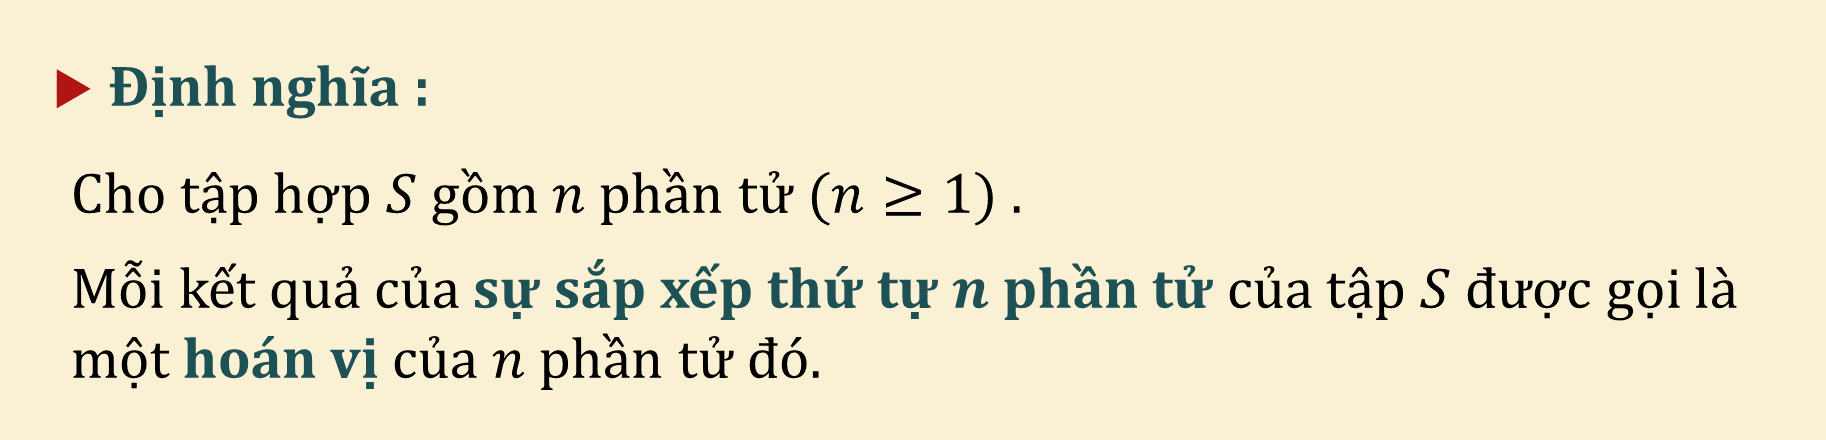 Định nghĩa :
Cho tập hợp S gồm n phần tử (n ≥ 1) .
Mỗi kết quả của sự sắp xếp thứ tự n phần tử của tập S được gọi là
một hoán vị của n phần tử đó.